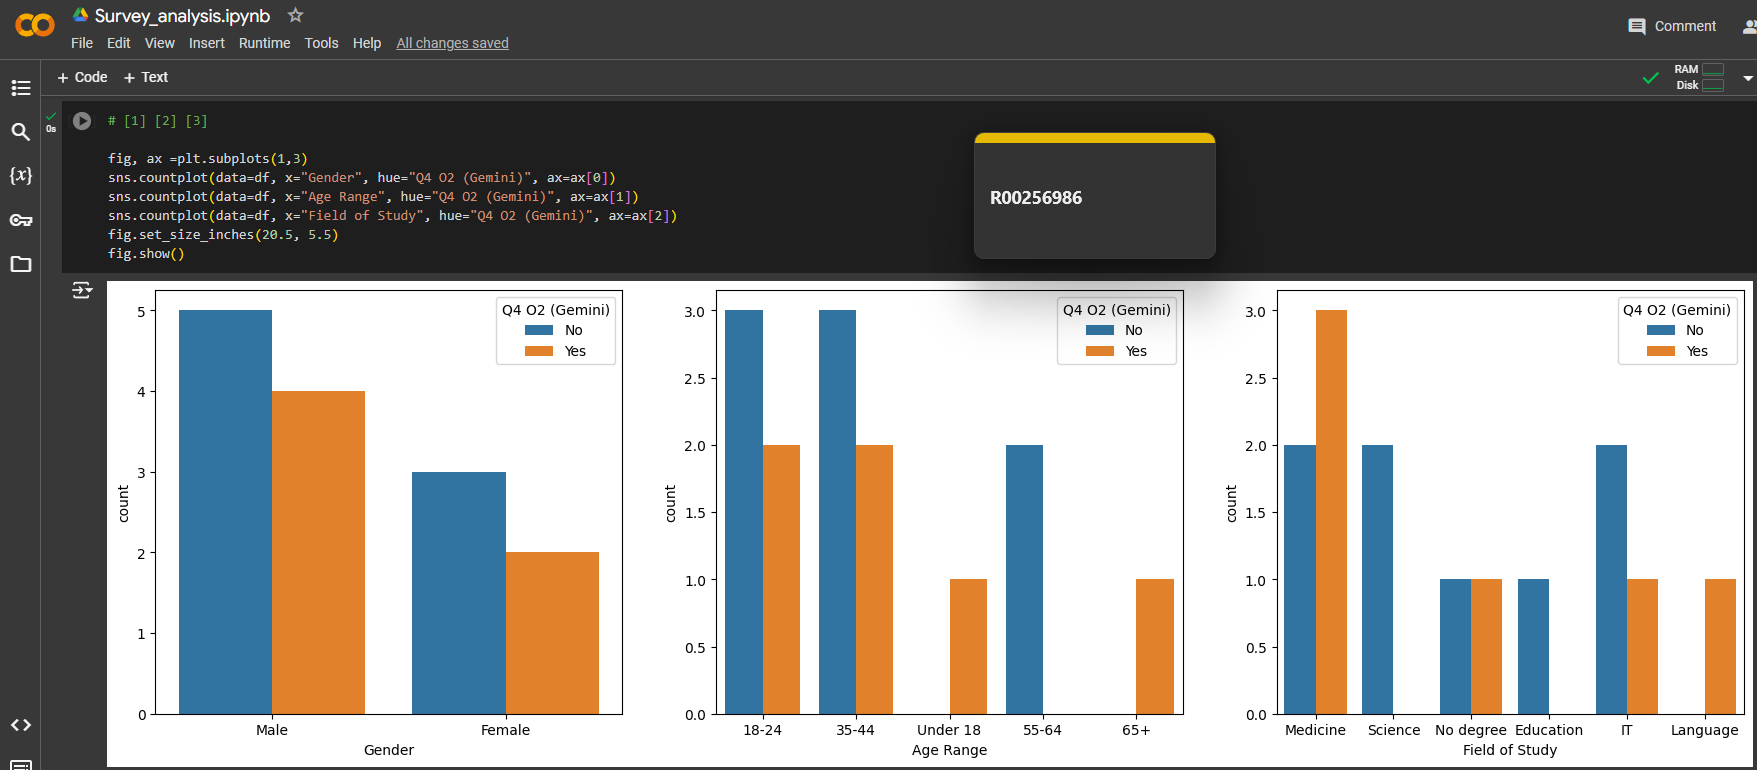 Survey_analysis.ipynb
File Edit View Insert Runtime Tools Help All changes saved
Comment
+ Code + Text
RAM
Disk
0s
# [1] [2] [3]
fig, ax =plt.subplots(1,3)
sns.countplot(data=df, x="Gender", hue="Q4 O2 (Gemini)", ax=ax[0])
sns.countplot(data=df, x="Age Range", hue="Q4 O2 (Gemini)", ax=ax[1])
sns.countplot(data=df, x="Field of Study", hue="Q4 O2 (Gemini)", ax=ax[2])
fig.set_size_inches(20.5, 5.5)
fig.show()
R00256986
{x}
5
4
3
2
1
0
count
Q4 O2 (Gemini)
No
Yes
Male Female
Gender
3.0
2.5
2.0
1.5
1.0
0.5
0.0
count
Q4 O2 (Gemini)
No
Yes
18-24 35-44 Under 18 55-64 65+
Age Range
3.0
2.5
2.0
1.5
1.0
0.5
0.0
count
Q4 O2 (Gemini)
No
Yes
Medicine Science No degree Education IT Language
Field of Study